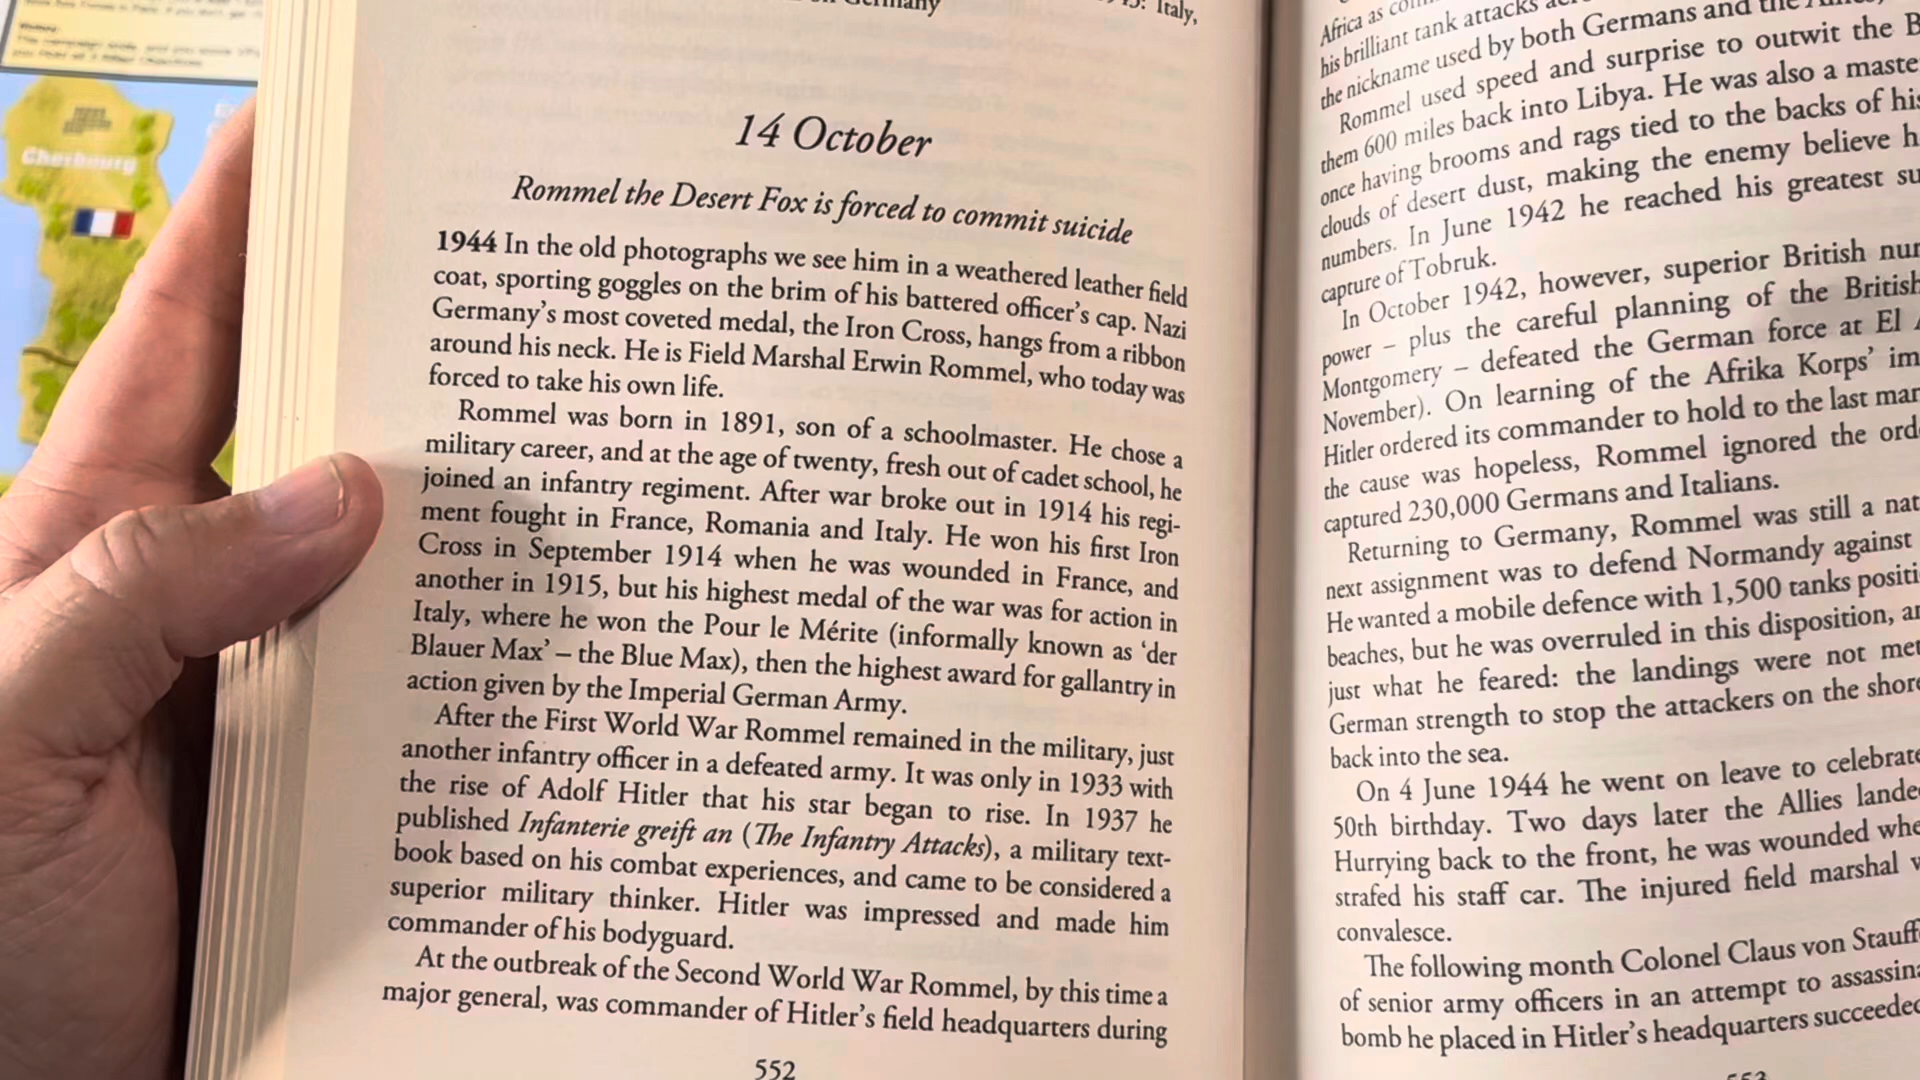 Germany
Italy,
14 October
Rommel the Desert Fox is forced to commit suicide
1944 In the old photographs we see him in a weathered leather field
coat, sporting goggles on the brim of his battered officer's cap. Nazi
Germany's most coveted medal, the Iron Cross, hangs from a ribbon
around his neck. He is Field Marshal Erwin Rommel, who today was
forced to take his own life.
Rommel was born in 1891, son of a schoolmaster. He chose a
military career, and at the age of twenty, fresh out of cadet school, he
joined an infantry regiment. After war broke out in 1914 his regi-
ment fought in France, Romania and Italy. He won his first Iron
Cross in September 1914 when he was wounded in France, and
another in 1915, but his highest medal of the war was for action in
Italy, where he won the Pour le Mérite (informally known as 'der
Blauer Max' – the Blue Max), then the highest award for gallantry in
action given by the Imperial German Army.
After the First World War Rommel remained in the military, just
another infantry officer in a defeated army. It was only in 1933 with
the rise of Adolf Hitler that his star began to rise. In 1937 he
published Infanterie greift an (The Infantry Attacks), a military text-
book based on his combat experiences, and came to be considered a
superior military thinker. Hitler was impressed and made him
commander of his bodyguard.
At the outbreak of the Second World War Rommel, by this time a
major general, was commander of Hitler's field headquarters during
552
Africa as
his brilliant tank attacks
the nickname used by both Germans and the
Rommel used speed and surprise to outwit the B
them 600 miles back into Libya. He was also a maste
once having brooms and rags tied to the backs of his
clouds of desert dust, making the enemy believe h
numbers. In June 1942 he reached his greatest su
capture of Tobruk.
In October 1942, however, superior British nu
power – plus the careful planning of the British
Montgomery – defeated the German force at El
November). On learning of the Afrika Korps' im
Hitler ordered its commander to hold to the last man
the cause was hopeless, Rommel ignored the ord
captured 230,000 Germans and Italians.
Returning to Germany, Rommel was still a nat
next assignment was to defend Normandy against
He wanted a mobile defence with 1,500 tanks positi
beaches, but he was overruled in this disposition, a
just what he feared: the landings were not met
German strength to stop the attackers on the shore
back into the sea.
On 4 June 1944 he went on leave to celebrate
50th birthday. Two days later the Allies lande
Hurrying back to the front, he was wounded whe
strafed his staff car. The injured field marshal
convalesce.
The following month Colonel Claus von Stauff
of senior army officers in an attempt to assassina
bomb he placed in Hitler's headquarters succeeded
553
Cherbourg